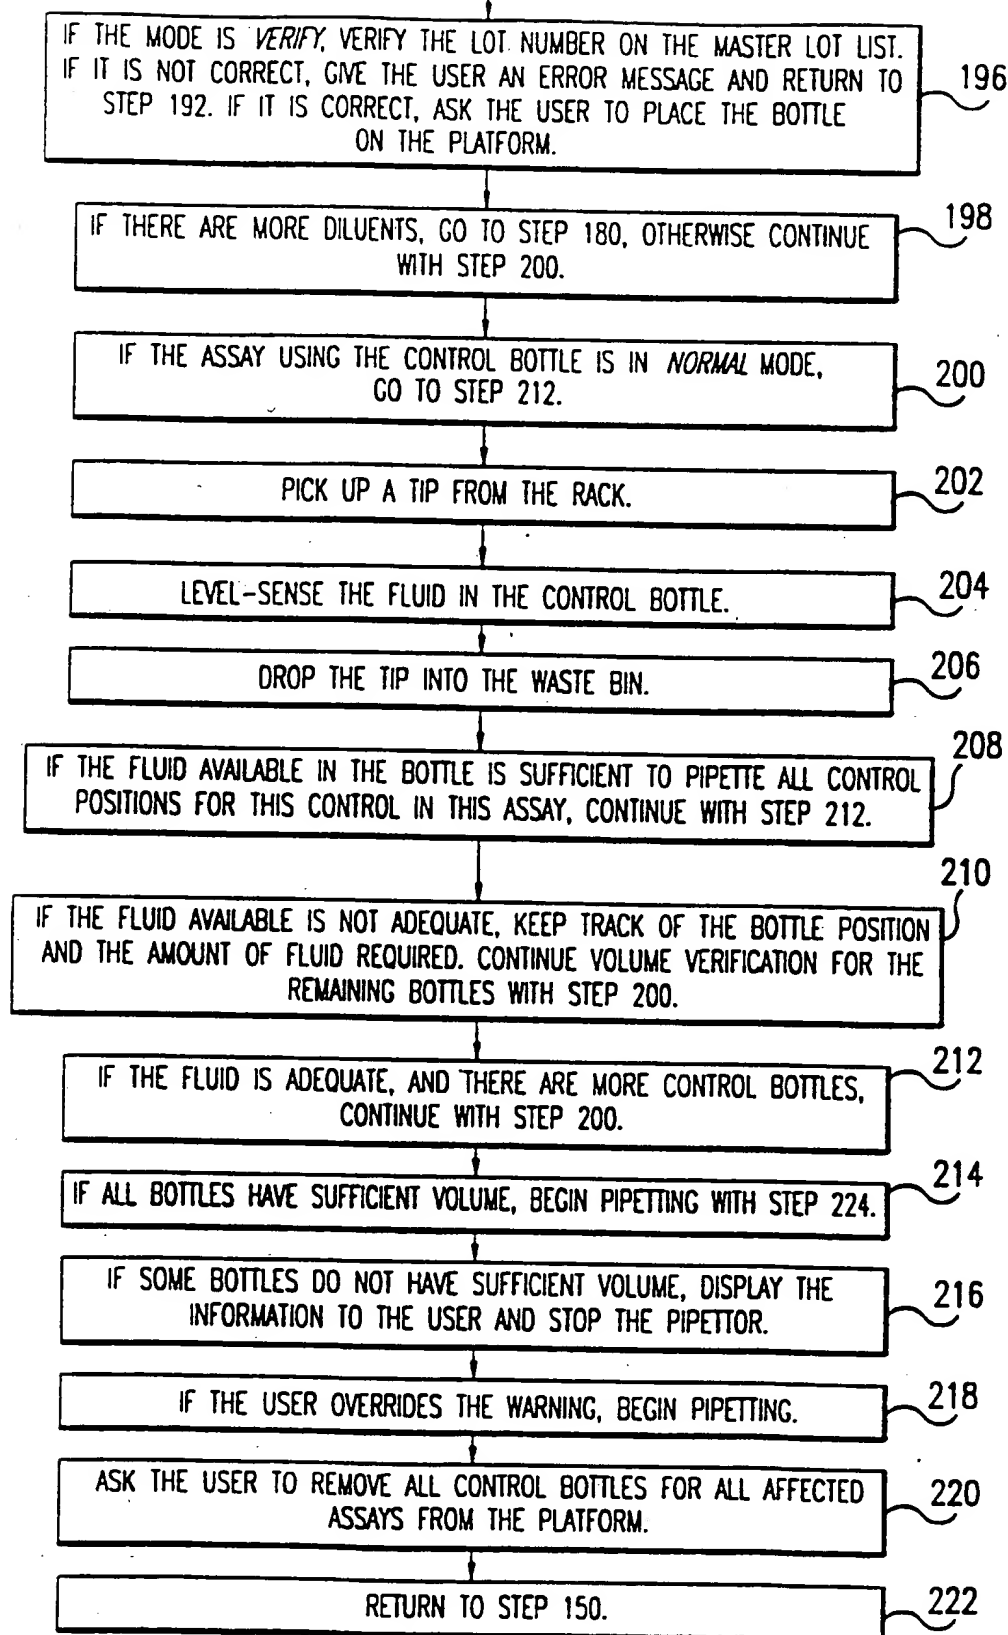 IF THE MODE IS VERIFY, VERIFY THE LOT NUMBER ON THE MASTER LOT LIST.
IF IT IS NOT CORRECT, GIVE THE USER AN ERROR MESSAGE AND RETURN TO
STEP 192. IF IT IS CORRECT, ASK THE USER TO PLACE THE BOTTLE
ON THE PLATFORM.
196
IF THERE ARE MORE DILUENTS, GO TO STEP 180, OTHERWISE CONTINUE
WITH STEP 200.
198
IF THE ASSAY USING THE CONTROL BOTTLE IS IN NORMAL MODE,
GO TO STEP 212.
200
PICK UP A TIP FROM THE RACK.
202
LEVEL-SENSE THE FLUID IN THE CONTROL BOTTLE.
204
DROP THE TIP INTO THE WASTE BIN.
206
IF THE FLUID AVAILABLE IN THE BOTTLE IS SUFFICIENT TO PIPETTE ALL CONTROL
POSITIONS FOR THIS CONTROL IN THIS ASSAY, CONTINUE WITH STEP 212.
208
IF THE FLUID AVAILABLE IS NOT ADEQUATE, KEEP TRACK OF THE BOTTLE POSITION
AND THE AMOUNT OF FLUID REQUIRED. CONTINUE VOLUME VERIFICATION FOR THE
REMAINING BOTTLES WITH STEP 200.
210
IF THE FLUID IS ADEQUATE, AND THERE ARE MORE CONTROL BOTTLES,
CONTINUE WITH STEP 200.
212
IF ALL BOTTLES HAVE SUFFICIENT VOLUME, BEGIN PIPETTING WITH STEP 224.
214
IF SOME BOTTLES DO NOT HAVE SUFFICIENT VOLUME, DISPLAY THE
INFORMATION TO THE USER AND STOP THE PIPETTOR.
216
IF THE USER OVERRIDES THE WARNING, BEGIN PIPETTING.
218
ASK THE USER TO REMOVE ALL CONTROL BOTTLES FOR ALL AFFECTED
ASSAYS FROM THE PLATFORM.
220
RETURN TO STEP 150.
222